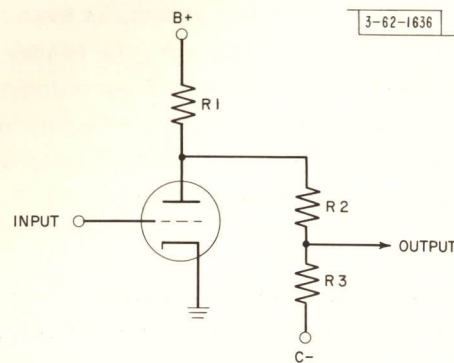 B+
3-62-1636
R1
R2
INPUT
OUTPUT
R3
C-